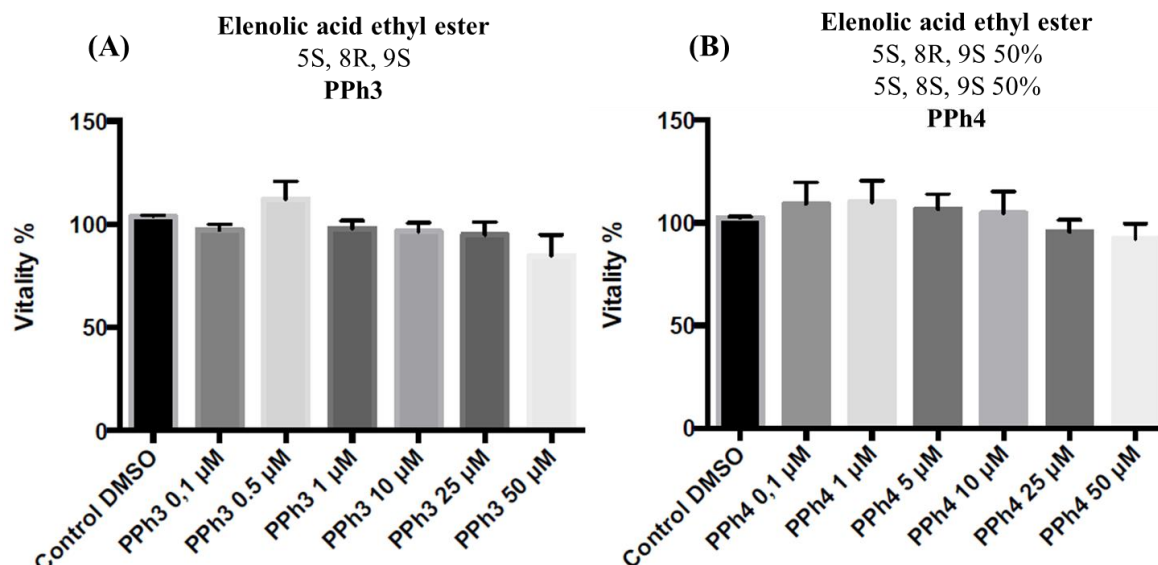 (A)
Elenolic acid ethyl ester
5S, 8R, 9S
PPh3
Vitality %
150
100
50
0
Control DMSO
PPh3 0,1 µM
PPh3 0.5 µM
PPh3 1 µM
PPh3 10 µM
PPh3 25 µM
PPh3 50 µM
(B)
Elenolic acid ethyl ester
5S, 8R, 9S 50%
5S, 8S, 9S 50%
PPh4
Vitality %
150
100
50
0
Control DMSO
PPh4 0,1 µM
PPh4 1 µM
PPh4 5 µM
PPh4 10 µM
PPh4 25 µM
PPh4 50 µM